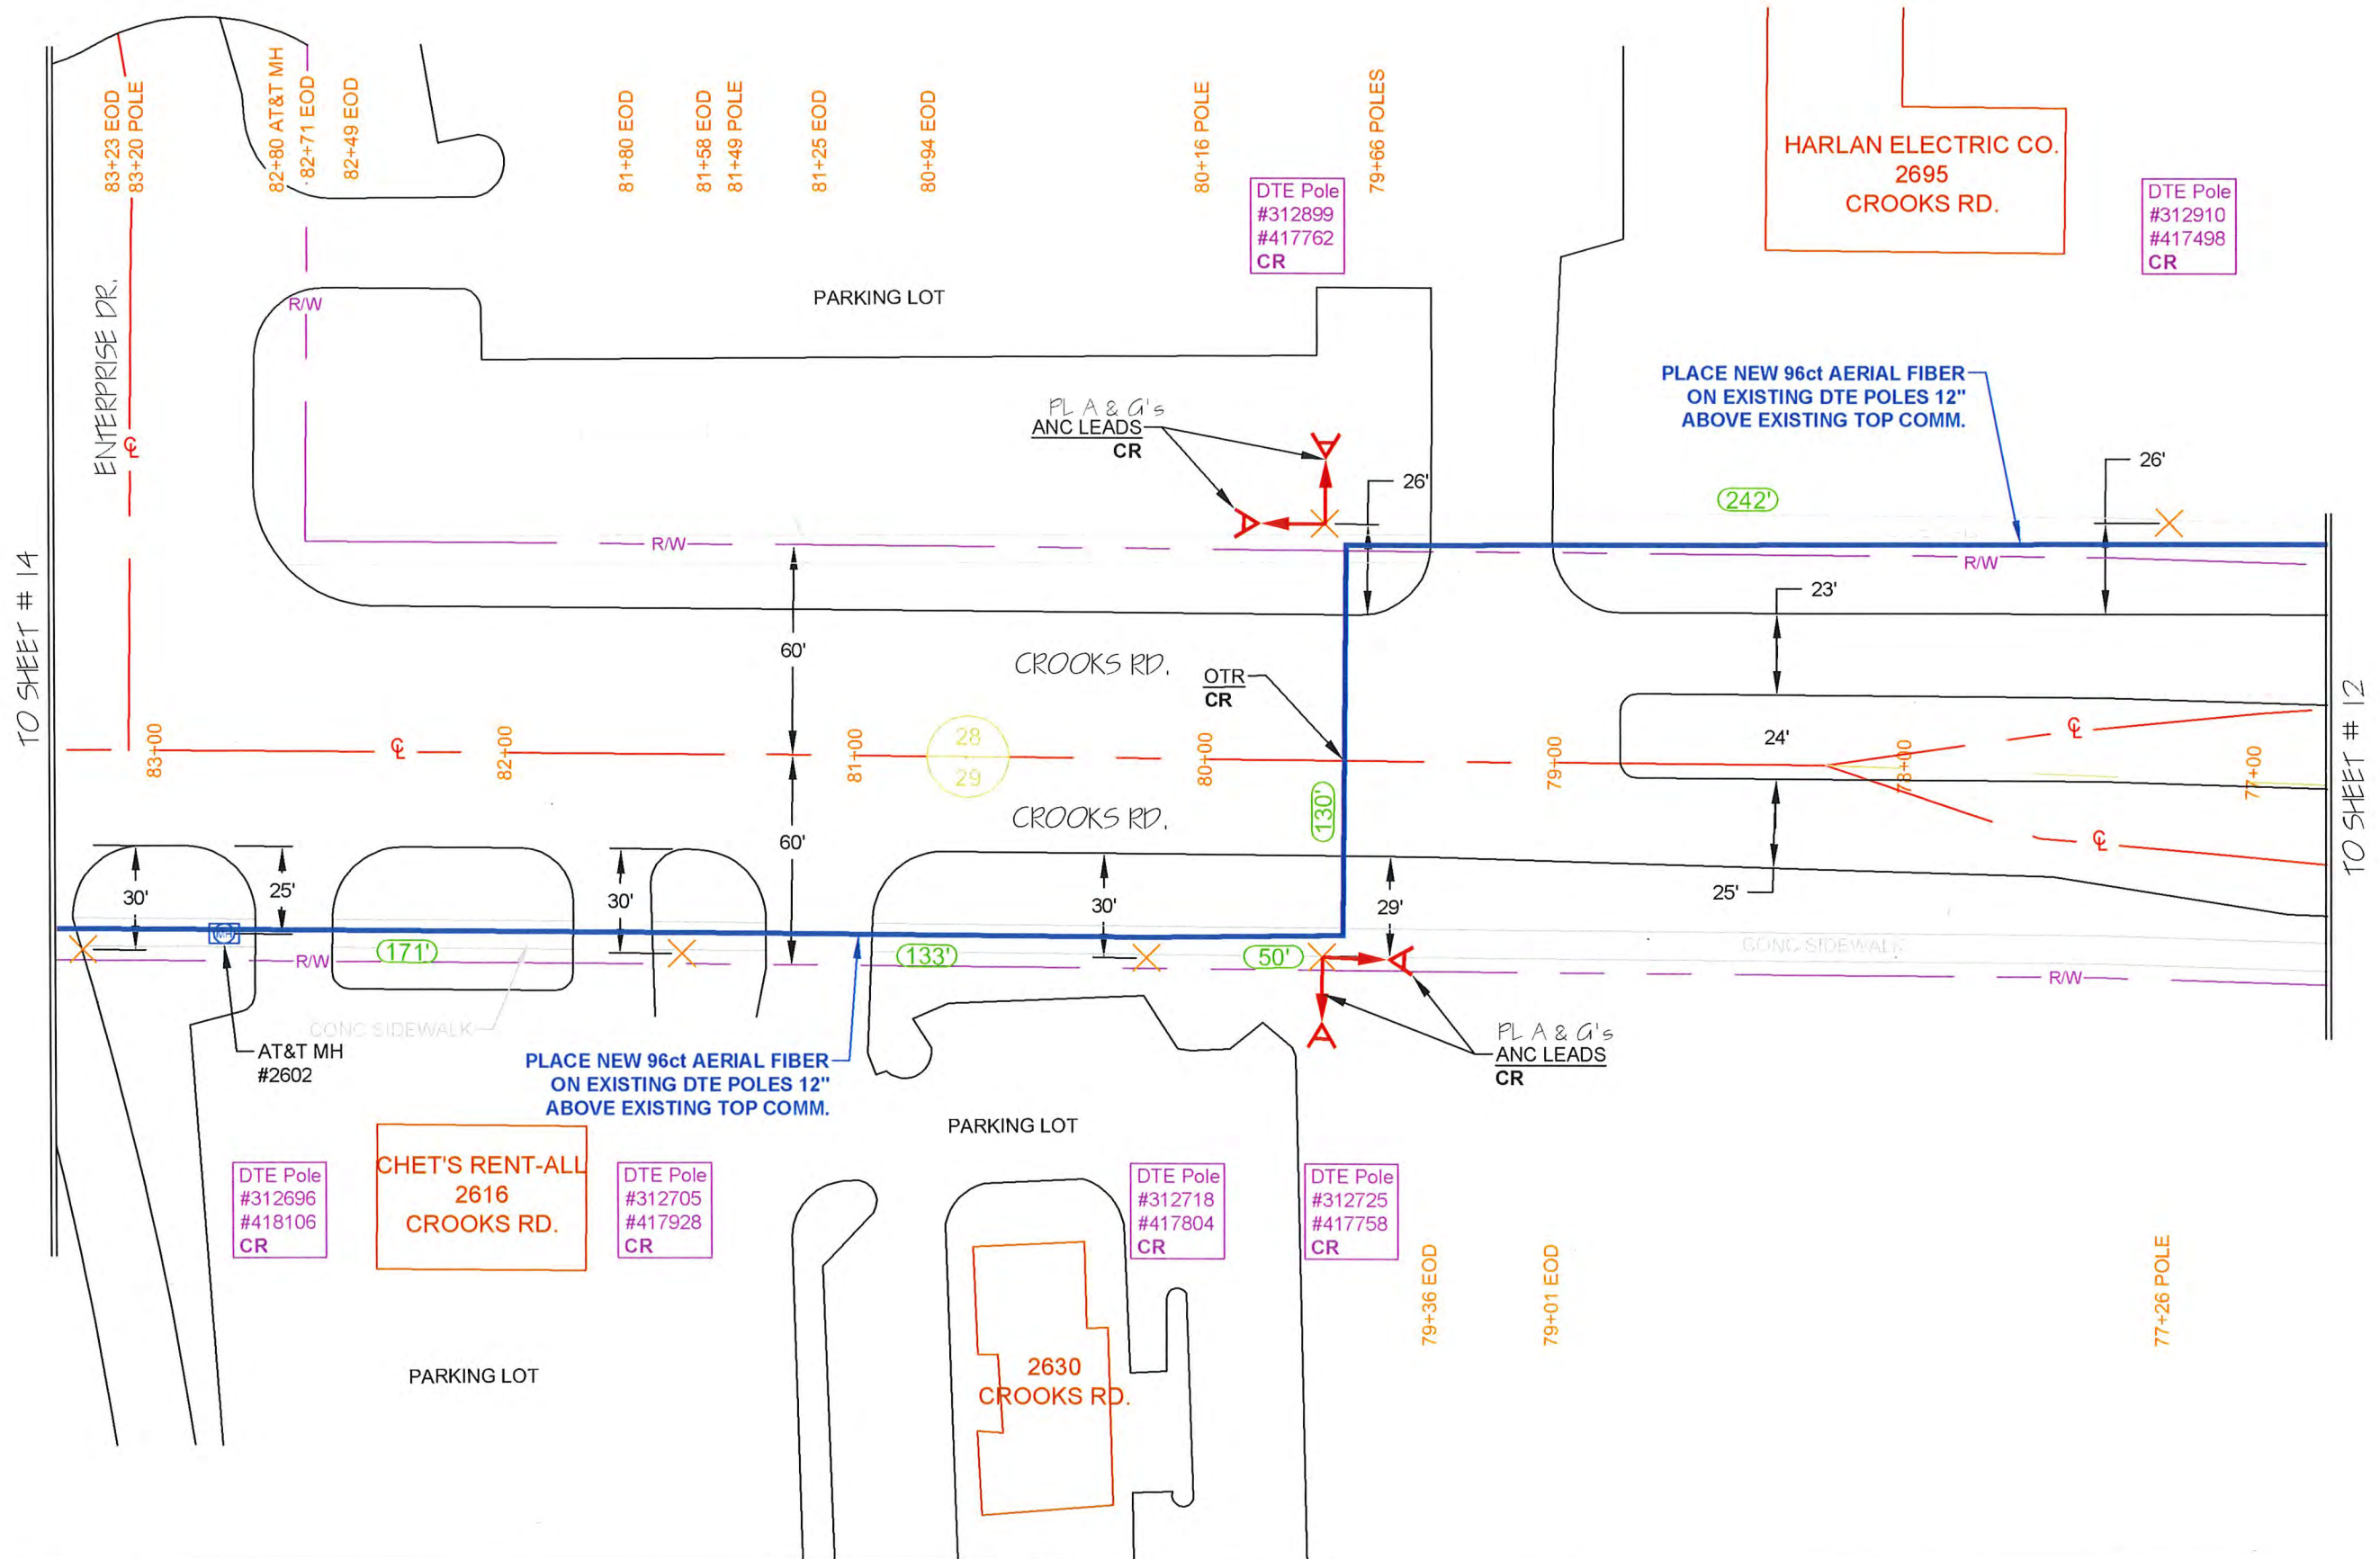 83+23 EOD
83+20 POLE
82+80 AT&T MH
82+71 EOD
82+49 EOD
81+80 EOD
81+58 EOD
81+49 POLE
81+25 EOD
80+94 EOD
80+16 POLE
79+66 POLES
DTE Pole
#312899
#417762
CR
HARLAN ELECTRIC CO.
2695
CROOKS RD.
DTE Pole
#312910
#417498
CR
ENTERPRISE DR.
R/W
PARKING LOT
PLACE NEW 96ct AERIAL FIBER
ON EXISTING DTE POLES 12"
ABOVE EXISTING TOP COMM.
PL A & G's
ANC LEADS
CR
26'
242'
26'
R/W
R/W
23'
TO SHEET # 14
60'
CROOKS RD.
OTR
CR
83+00
82+00
81+00
28
29
80+00
79+00
24'
78+00
77+00
TO SHEET # 12
130'
CROOKS RD.
60'
30'
25'
30'
30'
29'
25'
MH
171'
133'
50'
CONC SIDEWALK
R/W
R/W
CONC SIDEWALK
AT&T MH
#2602
PLACE NEW 96ct AERIAL FIBER
ON EXISTING DTE POLES 12"
ABOVE EXISTING TOP COMM.
PL A & G's
ANC LEADS
CR
PARKING LOT
DTE Pole
#312696
#418106
CR
CHET'S RENT-ALL
2616
CROOKS RD.
DTE Pole
#312705
#417928
CR
DTE Pole
#312718
#417804
CR
DTE Pole
#312725
#417758
CR
79+36 EOD
79+01 EOD
77+26 POLE
2630
CROOKS RD.
PARKING LOT